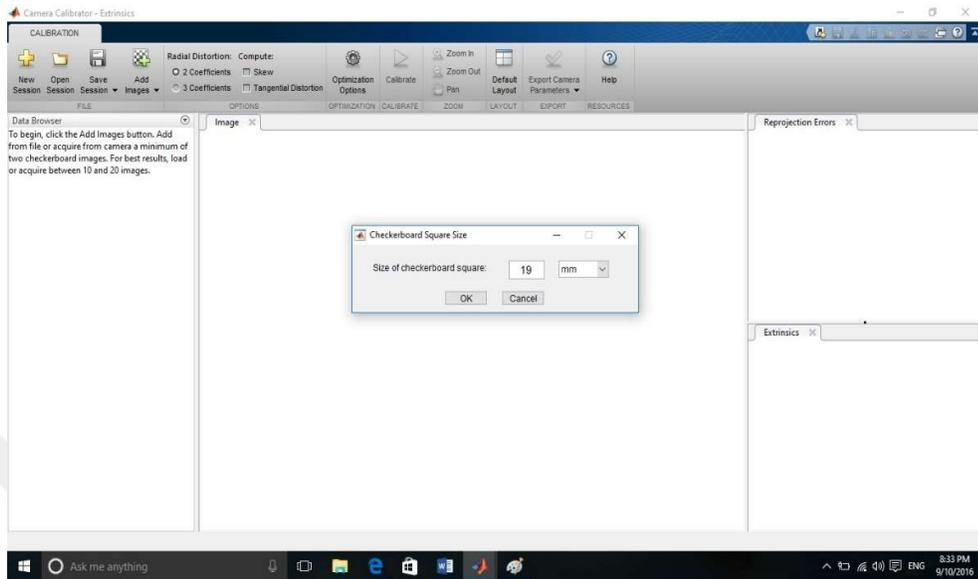 Camera Calibrator - Extrinsics
CALIBRATION
Radial Distortion: Compute:
2 Coefficients Skew
3 Coefficients Tangential Distortion
New Session
Open Session
Save Session
Add Images
Optimization Options
Calibrate
Zoom In
Zoom Out
Pan
Default Layout
Export Camera Parameters
Help
FILE OPTIONS OPTIMIZATION CALIBRATE ZOOM LAYOUT EXPORT RESOURCES
Data Browser
To begin, click the Add Images button. Add
from file or acquire from camera a minimum of
two checkerboard images. For best results, load
or acquire between 10 and 20 images.
Image
Reprojection Errors
Checkerboard Square Size
Size of checkerboard square: 19 mm
OK Cancel
Extrinsics
Ask me anything
ENG
8:33 PM
9/10/2016